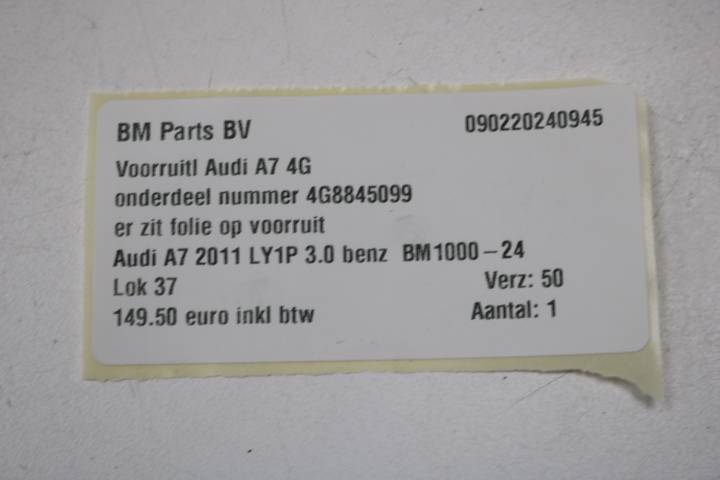 BM Parts BV 090220240945
Voorruitl Audi A7 4G
onderdeel nummer 4G8845099
er zit folie op voorruit
Audi A7 2011 LY1P 3.0 benz BM1000-24
Lok 37 Verz: 50
149.50 euro inkl btw Aantal: 1